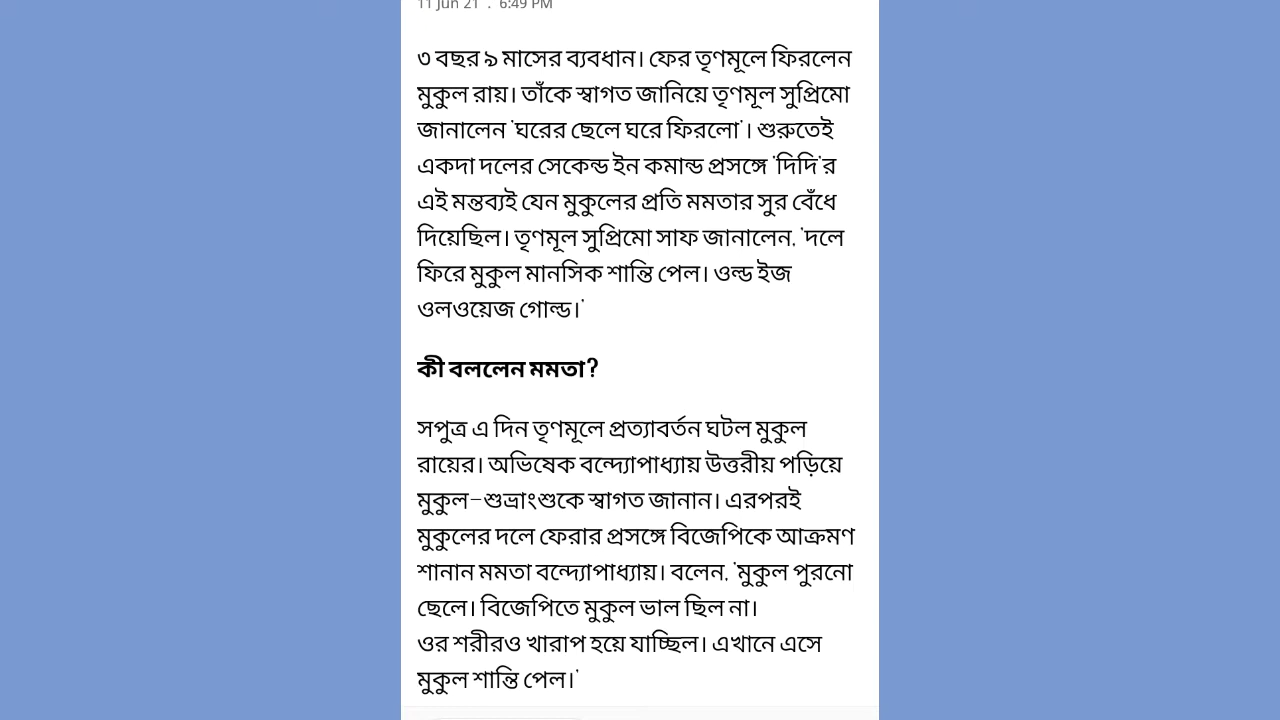 11 Jun 21 . 6:49 PM
৩ বছর ৯ মাসের ব্যবধান। ফের তৃণমূলে ফিরলেন
মুকুল রায়। তাঁকে স্বাগত জানিয়ে তৃণমূল সুপ্রিমো
জানালেন 'ঘরের ছেলে ঘরে ফিরলো'। শুরুতেই
একদা দলের সেকেন্ড ইন কমান্ড প্রসঙ্গে 'দিদি'র
এই মন্তব্যই যেন মুকুলের প্রতি মমতার সুর বেঁধে
দিয়েছিল। তৃণমূল সুপ্রিমো সাফ জানালেন, 'দলে
ফিরে মুকুল মানসিক শান্তি পেল। ওল্ড ইজ
ওলওয়েজ গোল্ড।'
কী বললেন মমতা?
সপুত্র এ দিন তৃণমূলে প্রত্যাবর্তন ঘটল মুকুল
রায়ের। অভিষেক বন্দ্যোপাধ্যায় উত্তরীয় পড়িয়ে
মুকুল–শুভ্রাংশুকে স্বাগত জানান। এরপরই
মুকুলের দলে ফেরার প্রসঙ্গে বিজেপিকে আক্রমণ
শানান মমতা বন্দ্যোপাধ্যায়। বলেন, 'মুকুল পুরনো
ছেলে। বিজেপিতে মুকুল ভাল ছিল না।
ওর শরীরও খারাপ হয়ে যাচ্ছিল। এখানে এসে
মুকুল শান্তি পেল।'